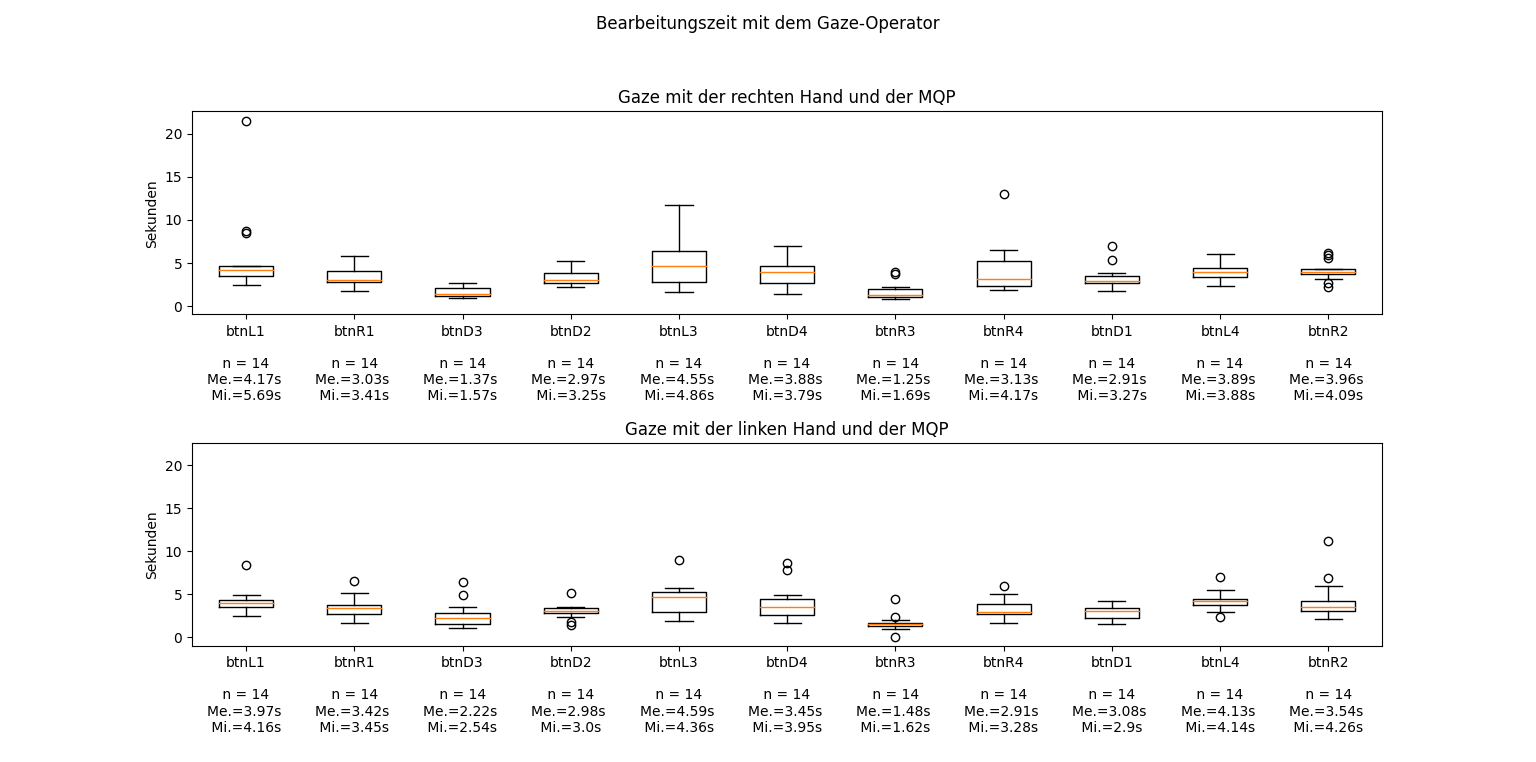 Bearbeitungszeit mit dem Gaze-Operator
Gaze mit der rechten Hand und der MQP
20
15
10
5
0
Sekunden
btnL1 btnR1 btnD3 btnD2 btnL3 btnD4 btnR3 btnR4 btnD1 btnL4 btnR2
n = 14 n = 14 n = 14 n = 14 n = 14 n = 14 n = 14 n = 14 n = 14 n = 14 n = 14
Me.=4.17s Me.=3.03s Me.=1.37s Me.=2.97s Me.=4.55s Me.=3.88s Me.=1.25s Me.=3.13s Me.=2.91s Me.=3.89s Me.=3.96s
Mi.=5.69s Mi.=3.41s Mi.=1.57s Mi.=3.25s Mi.=4.86s Mi.=3.79s Mi.=1.69s Mi.=4.17s Mi.=3.27s Mi.=3.88s Mi.=4.09s
Gaze mit der linken Hand und der MQP
20
15
10
5
0
Sekunden
btnL1 btnR1 btnD3 btnD2 btnL3 btnD4 btnR3 btnR4 btnD1 btnL4 btnR2
n = 14 n = 14 n = 14 n = 14 n = 14 n = 14 n = 14 n = 14 n = 14 n = 14 n = 14
Me.=3.97s Me.=3.42s Me.=2.22s Me.=2.98s Me.=4.59s Me.=3.45s Me.=1.48s Me.=2.91s Me.=3.08s Me.=4.13s Me.=3.54s
Mi.=4.16s Mi.=3.45s Mi.=2.54s Mi.=3.0s Mi.=4.36s Mi.=3.95s Mi.=1.62s Mi.=3.28s Mi.=2.9s Mi.=4.14s Mi.=4.26s